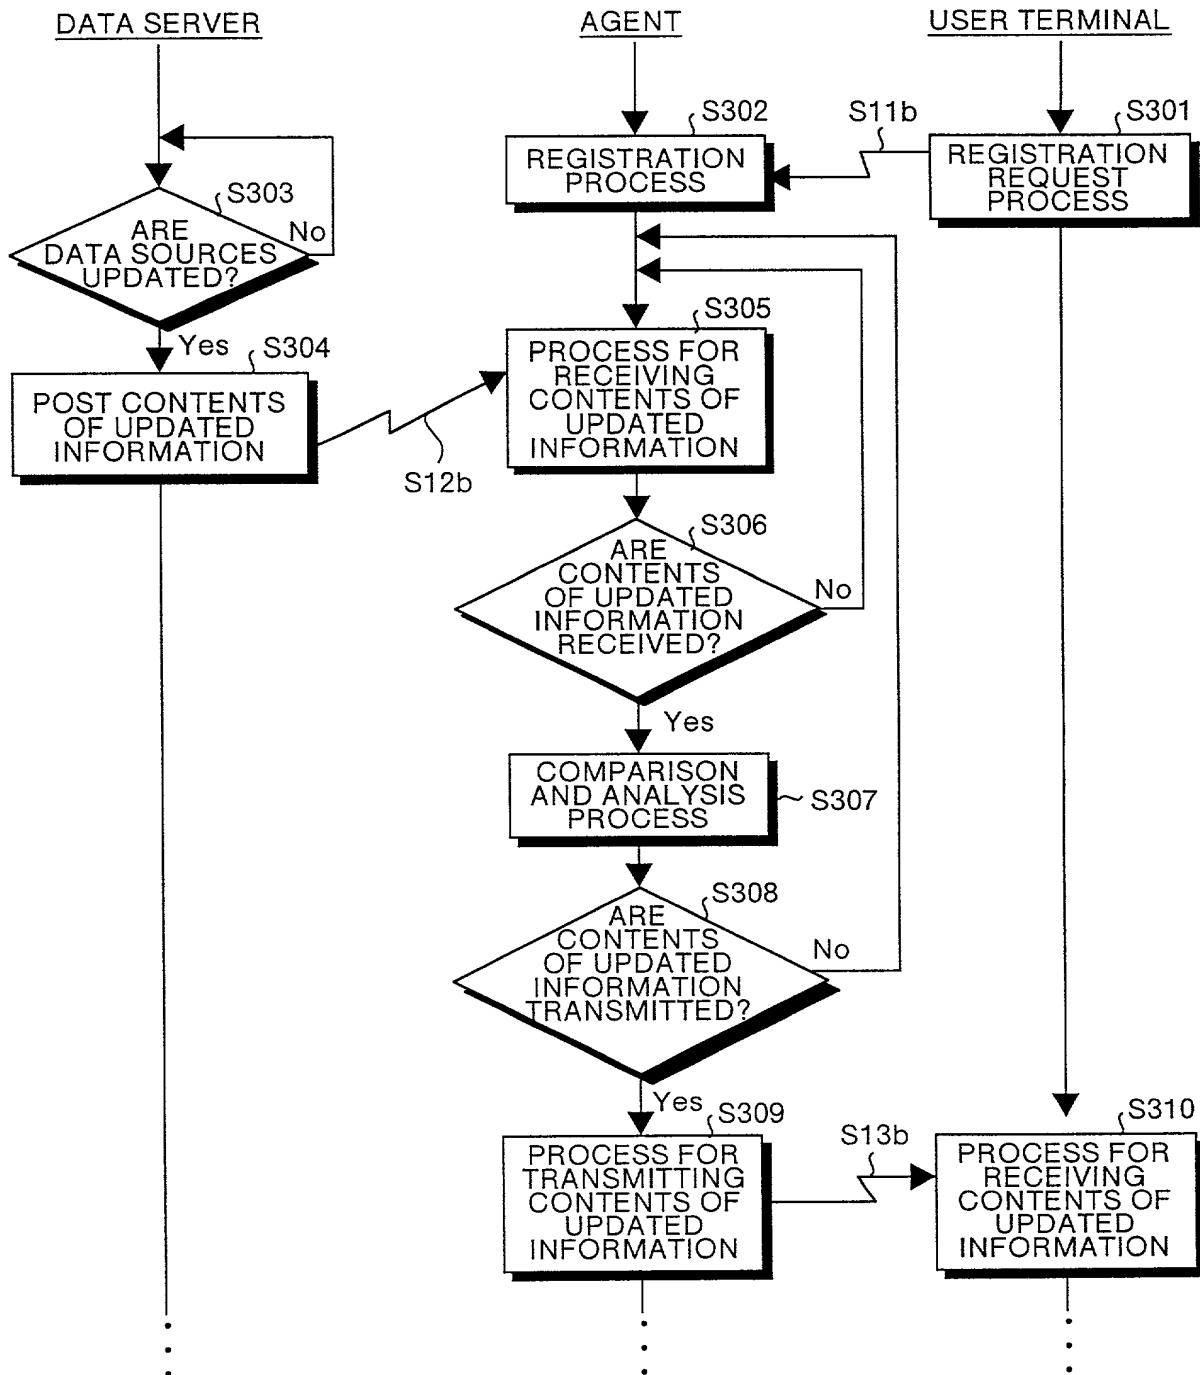 DATA SERVER
AGENT
USER TERMINAL
S302
S11b
S301
REGISTRATION
PROCESS
REGISTRATION
REQUEST
PROCESS
S303
ARE
DATA SOURCES
UPDATED?
No
Yes
S304
POST CONTENTS
OF UPDATED
INFORMATION
S12b
S305
PROCESS FOR
RECEIVING
CONTENTS OF
UPDATED
INFORMATION
S306
ARE
CONTENTS
OF UPDATED
INFORMATION
RECEIVED?
No
Yes
COMPARISON
AND ANALYSIS
PROCESS
S307
S308
ARE
CONTENTS
OF UPDATED
INFORMATION
TRANSMITTED?
No
Yes
S309
PROCESS FOR
TRANSMITTING
CONTENTS OF
UPDATED
INFORMATION
S13b
S310
PROCESS FOR
RECEIVING
CONTENTS OF
UPDATED
INFORMATION